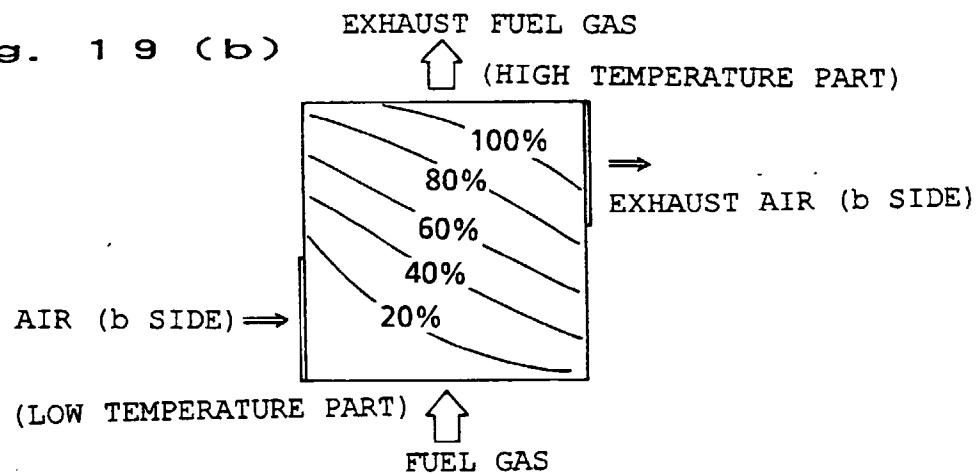 EXHAUST FUEL GAS
g. 19 (b)
(HIGH TEMPERATURE PART)
100%
80%
EXHAUST AIR (b SIDE)
60%
40%
AIR (b SIDE)
20%
(LOW TEMPERATURE PART)
FUEL GAS